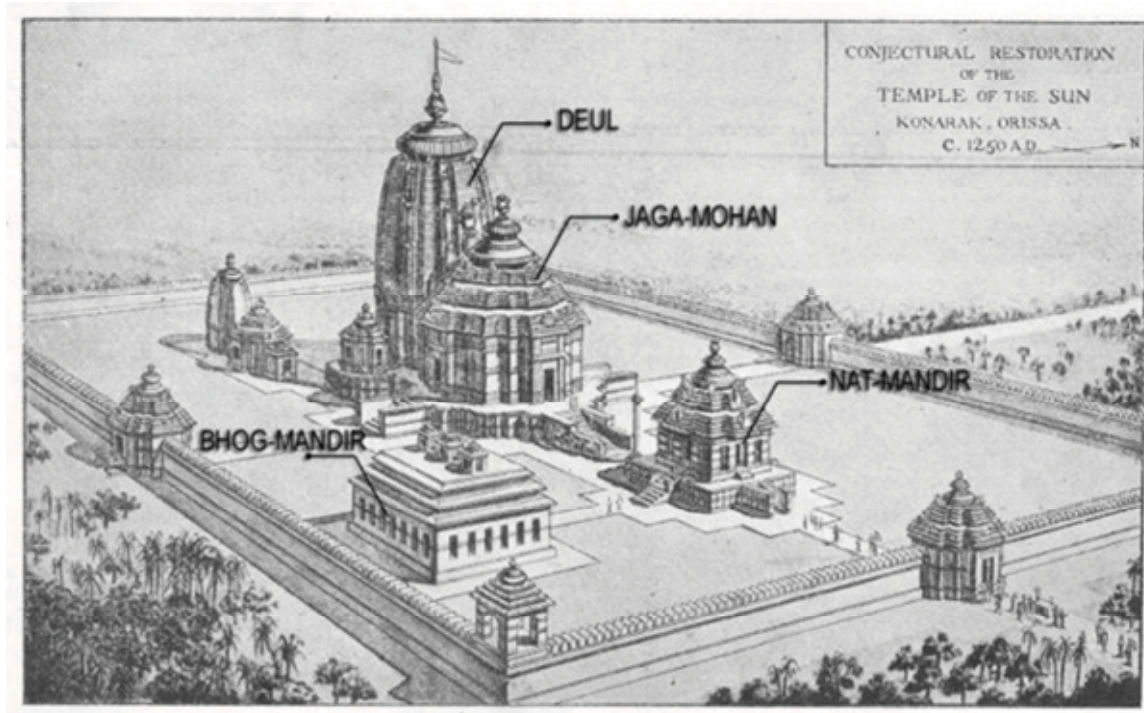 CONJECTURAL RESTORATION
OF THE
TEMPLE OF THE SUN
KONARAK, ORISSA.
C. 1250 A.D.
N
DEUL
JAGA-MOHAN
NAT-MANDIR
BHOG-MANDIR